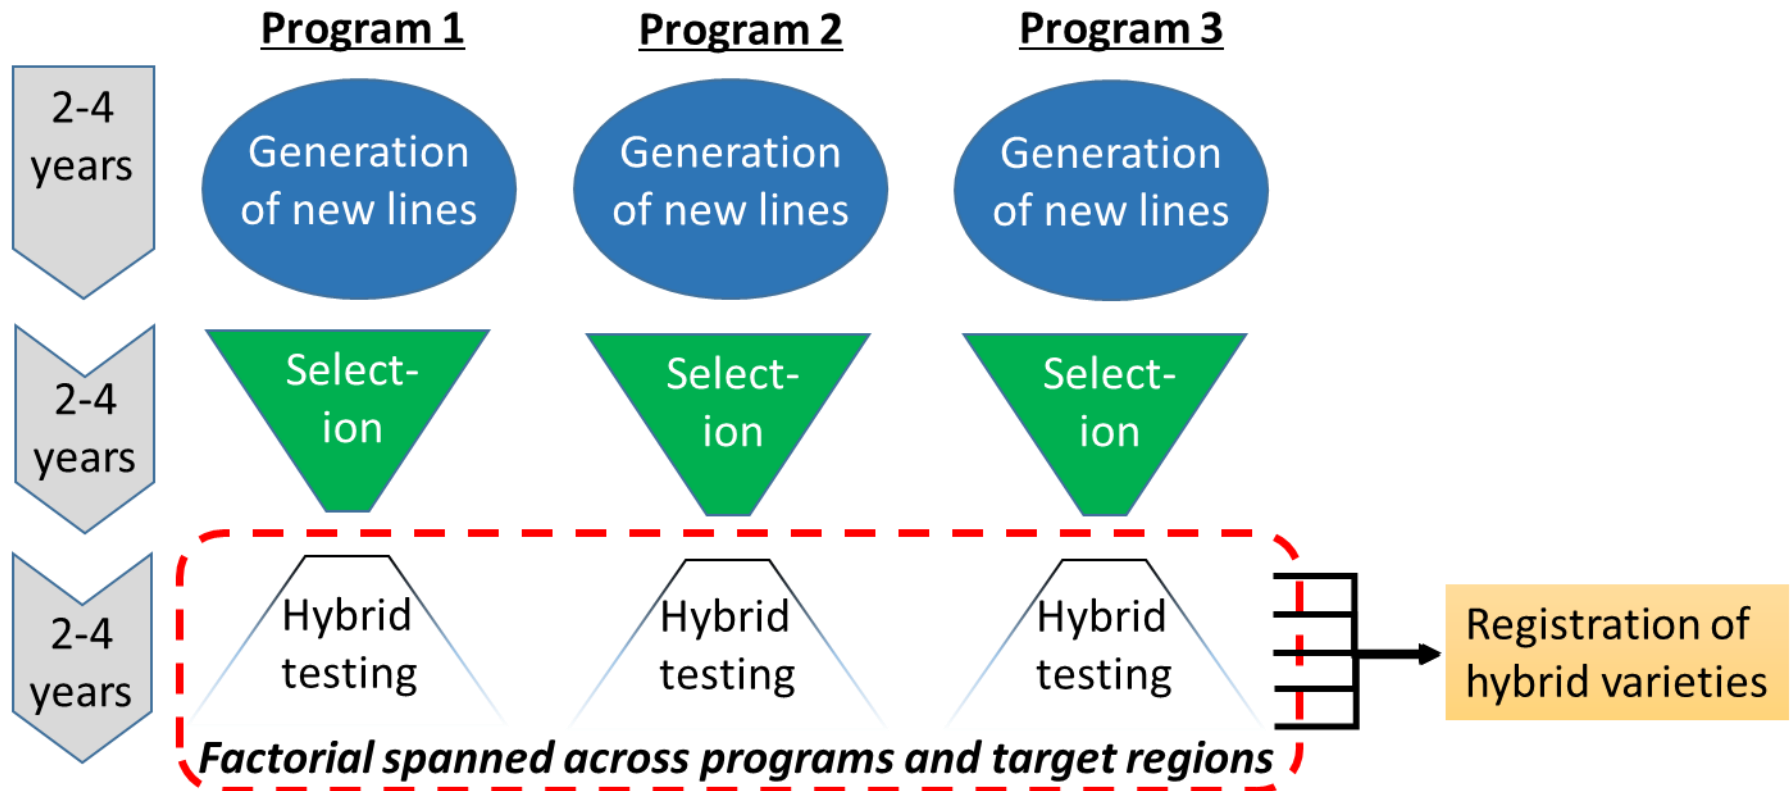 Program 1
Program 2
Program 3
2-4
years
Generation
of new lines
Generation
of new lines
Generation
of new lines
2-4
years
Select-
ion
Select-
ion
Select-
ion
2-4
years
Hybrid
testing
Hybrid
testing
Hybrid
testing
Factorial spanned across programs and target regions
Registration of
hybrid varieties